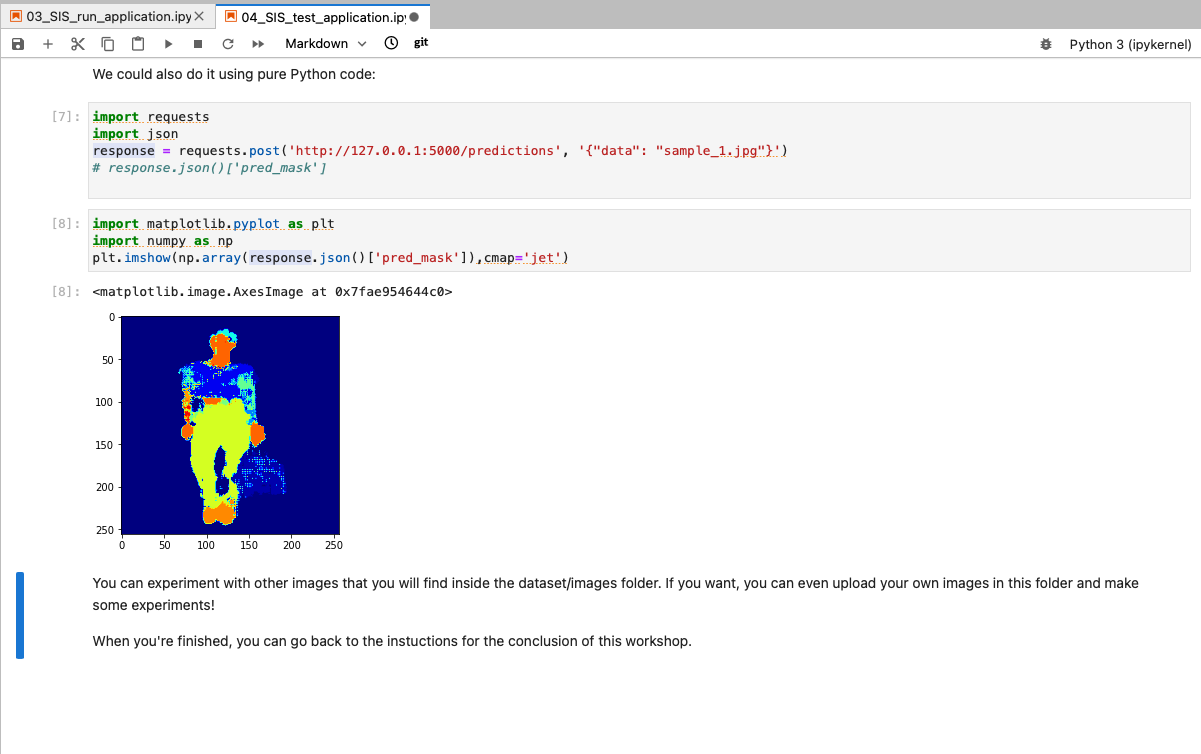 03_SIS_run_application.ipy
04_SIS_test_application.ipy
Markdown
git
Python 3 (ipykernel)
We could also do it using pure Python code:
[7]:
import requests
import json
response = requests.post('http://127.0.0.1:5000/predictions', '{"data": "sample_1.jpg"}')
# response.json()['pred_mask']
[8]:
import matplotlib.pyplot as plt
import numpy as np
plt.imshow(np.array(response.json()['pred_mask']),cmap='jet')
[8]:
<matplotlib.image.AxesImage at 0x7fae954644c0>
0
50
100
150
200
250
0 50 100 150 200 250
You can experiment with other images that you will find inside the dataset/images folder. If you want, you can even upload your own images in this folder and make
some experiments!
When you're finished, you can go back to the instuctions for the conclusion of this workshop.